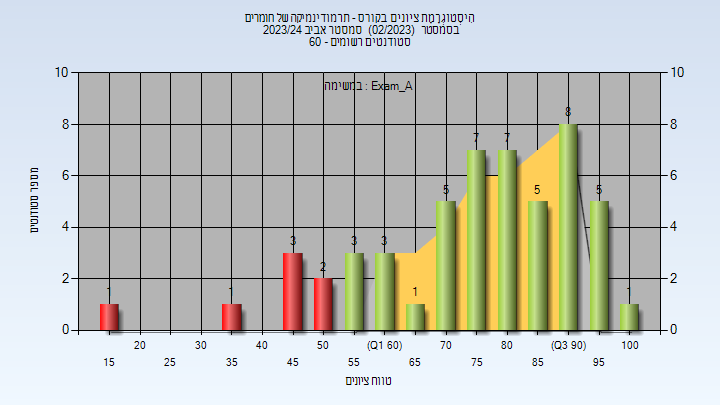 היסטוגרמת ציונים בקורס - תרמודינמיקה של חומרים
בסמסטר (02/2023) סמסטר אביב 2023/24
סטודנטים רשומים - 60
במשימה : Exam_A
מספר סטודנטים
10 10
8 8
6 6
4 4
2 2
0 0
1 1 3 2 3 3 1 5 7 7 5 8 5 1
20 30 40 50 (Q1 60) 70 80 (Q3 90) 100
15 25 35 45 55 65 75 85 95
טווח ציונים